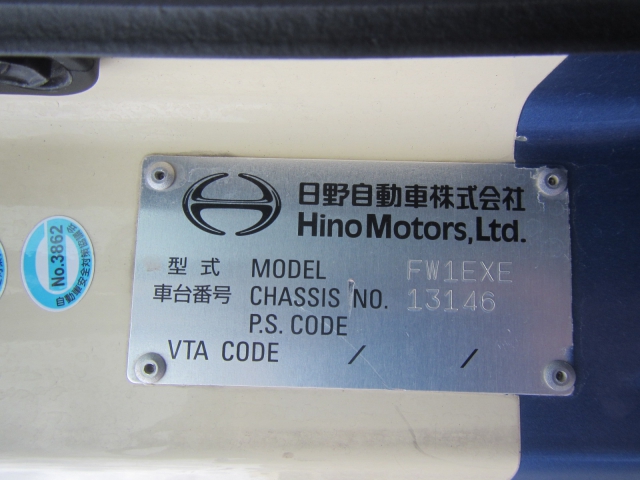 日野自動車株式会社
Hino Motors, Ltd.
型式 MODEL FW1EXE
車台番号 CHASSIS NO. 13146
P.S. CODE
VTA CODE / /
No.3862